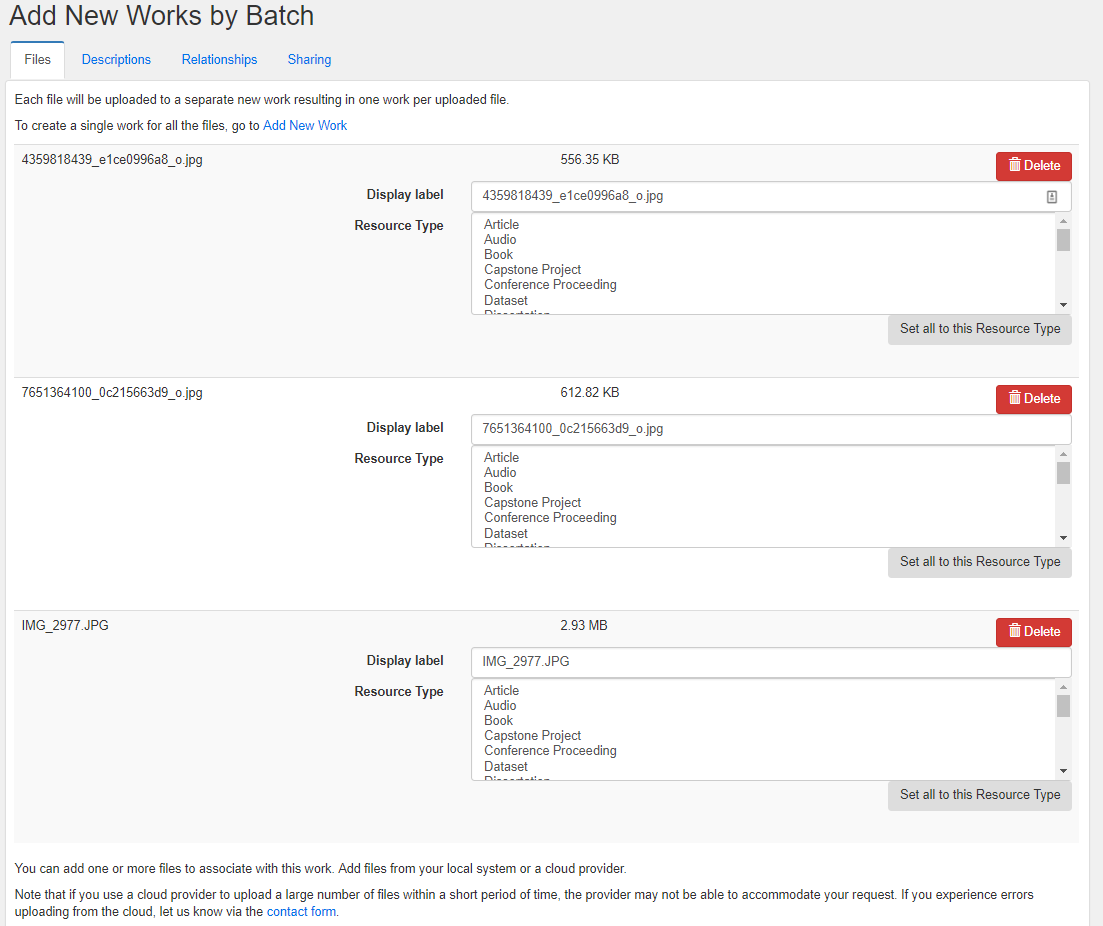 Add New Works by Batch
Files Descriptions Relationships Sharing
Each file will be uploaded to a separate new work resulting in one work per uploaded file.
To create a single work for all the files, go to Add New Work
4359818439_e1ce0996a8_o.jpg 556.35 KB Delete
Display label 4359818439_e1ce0996a8_o.jpg
Resource Type Article
Audio
Book
Capstone Project
Conference Proceeding
Dataset
Dissertation
Set all to this Resource Type
7651364100_0c215663d9_o.jpg 612.82 KB Delete
Display label 7651364100_0c215663d9_o.jpg
Resource Type Article
Audio
Book
Capstone Project
Conference Proceeding
Dataset
Dissertation
Set all to this Resource Type
IMG_2977.JPG 2.93 MB Delete
Display label IMG_2977.JPG
Resource Type Article
Audio
Book
Capstone Project
Conference Proceeding
Dataset
Dissertation
Set all to this Resource Type
You can add one or more files to associate with this work. Add files from your local system or a cloud provider.
Note that if you use a cloud provider to upload a large number of files within a short period of time, the provider may not be able to accommodate your request. If you experience errors
uploading from the cloud, let us know via the contact form.